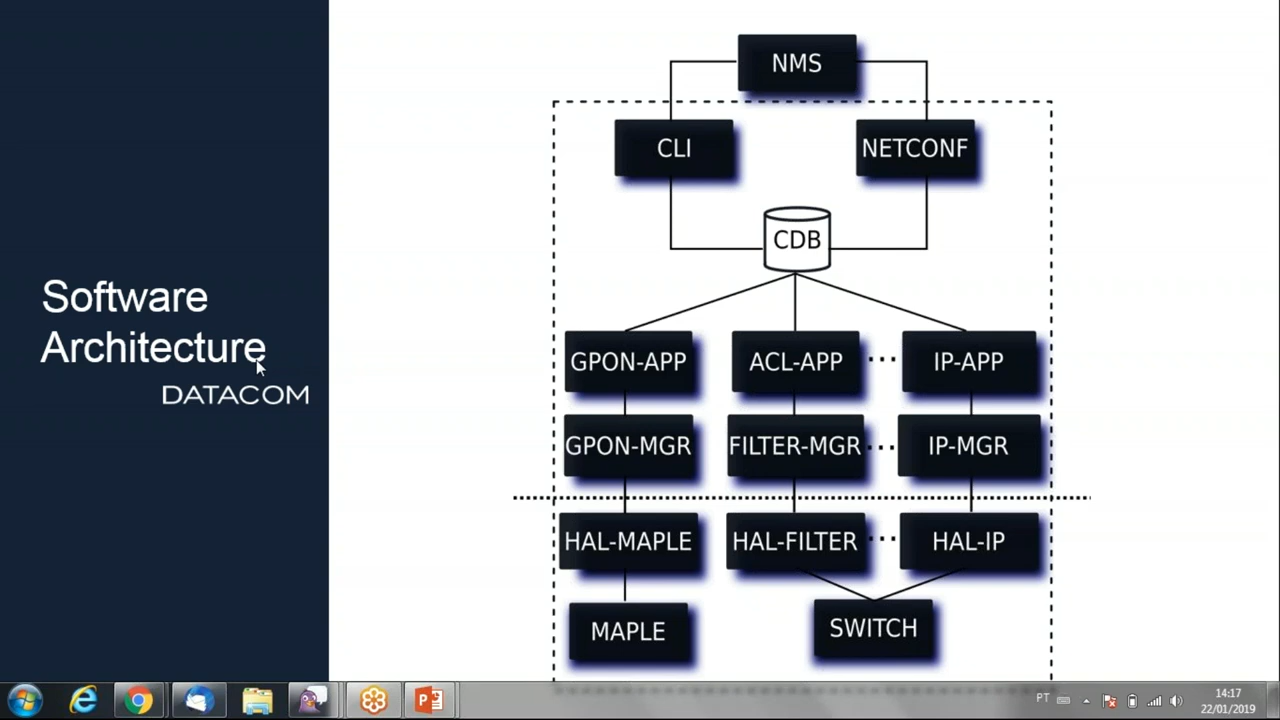 Software
Architecture
DATACOM
NMS
CLI
NETCONF
CDB
GPON-APP
ACL-APP
...
IP-APP
GPON-MGR
FILTER-MGR
...
IP-MGR
HAL-MAPLE
HAL-FILTER
...
HAL-IP
MAPLE
SWITCH
PT
14:17
22/01/2019